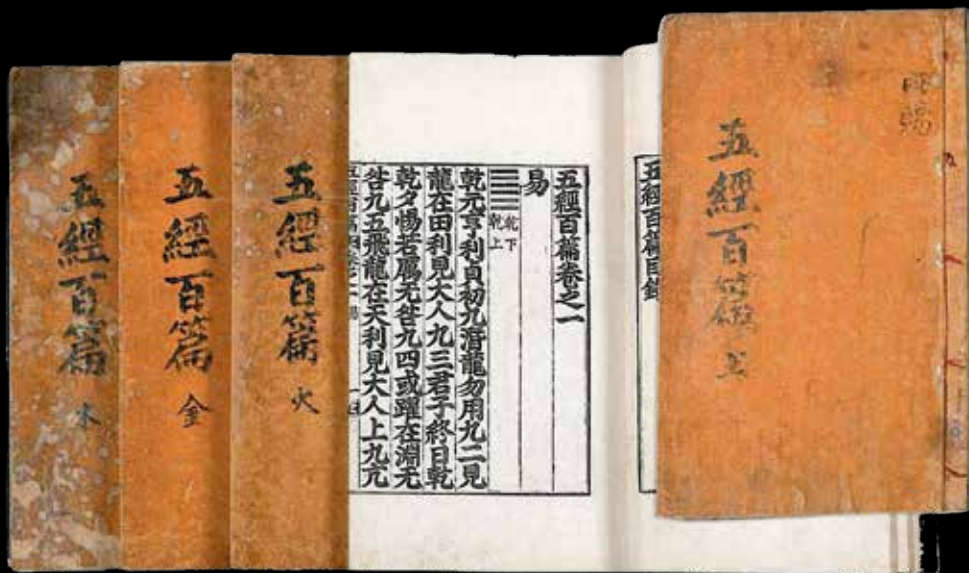 內賜
五經百篇 土
五經百篇目錄
五經百篇卷之一
易
乾下
乾上
乾元亨利貞初九潛龍勿用九二見
龍在田利見大人九三君子終日乾
乾夕惕若厲无咎九四或躍在淵无
咎九五飛龍在天利見大人上九亢
五經百篇 火
五經百篇 金
五經百篇 木